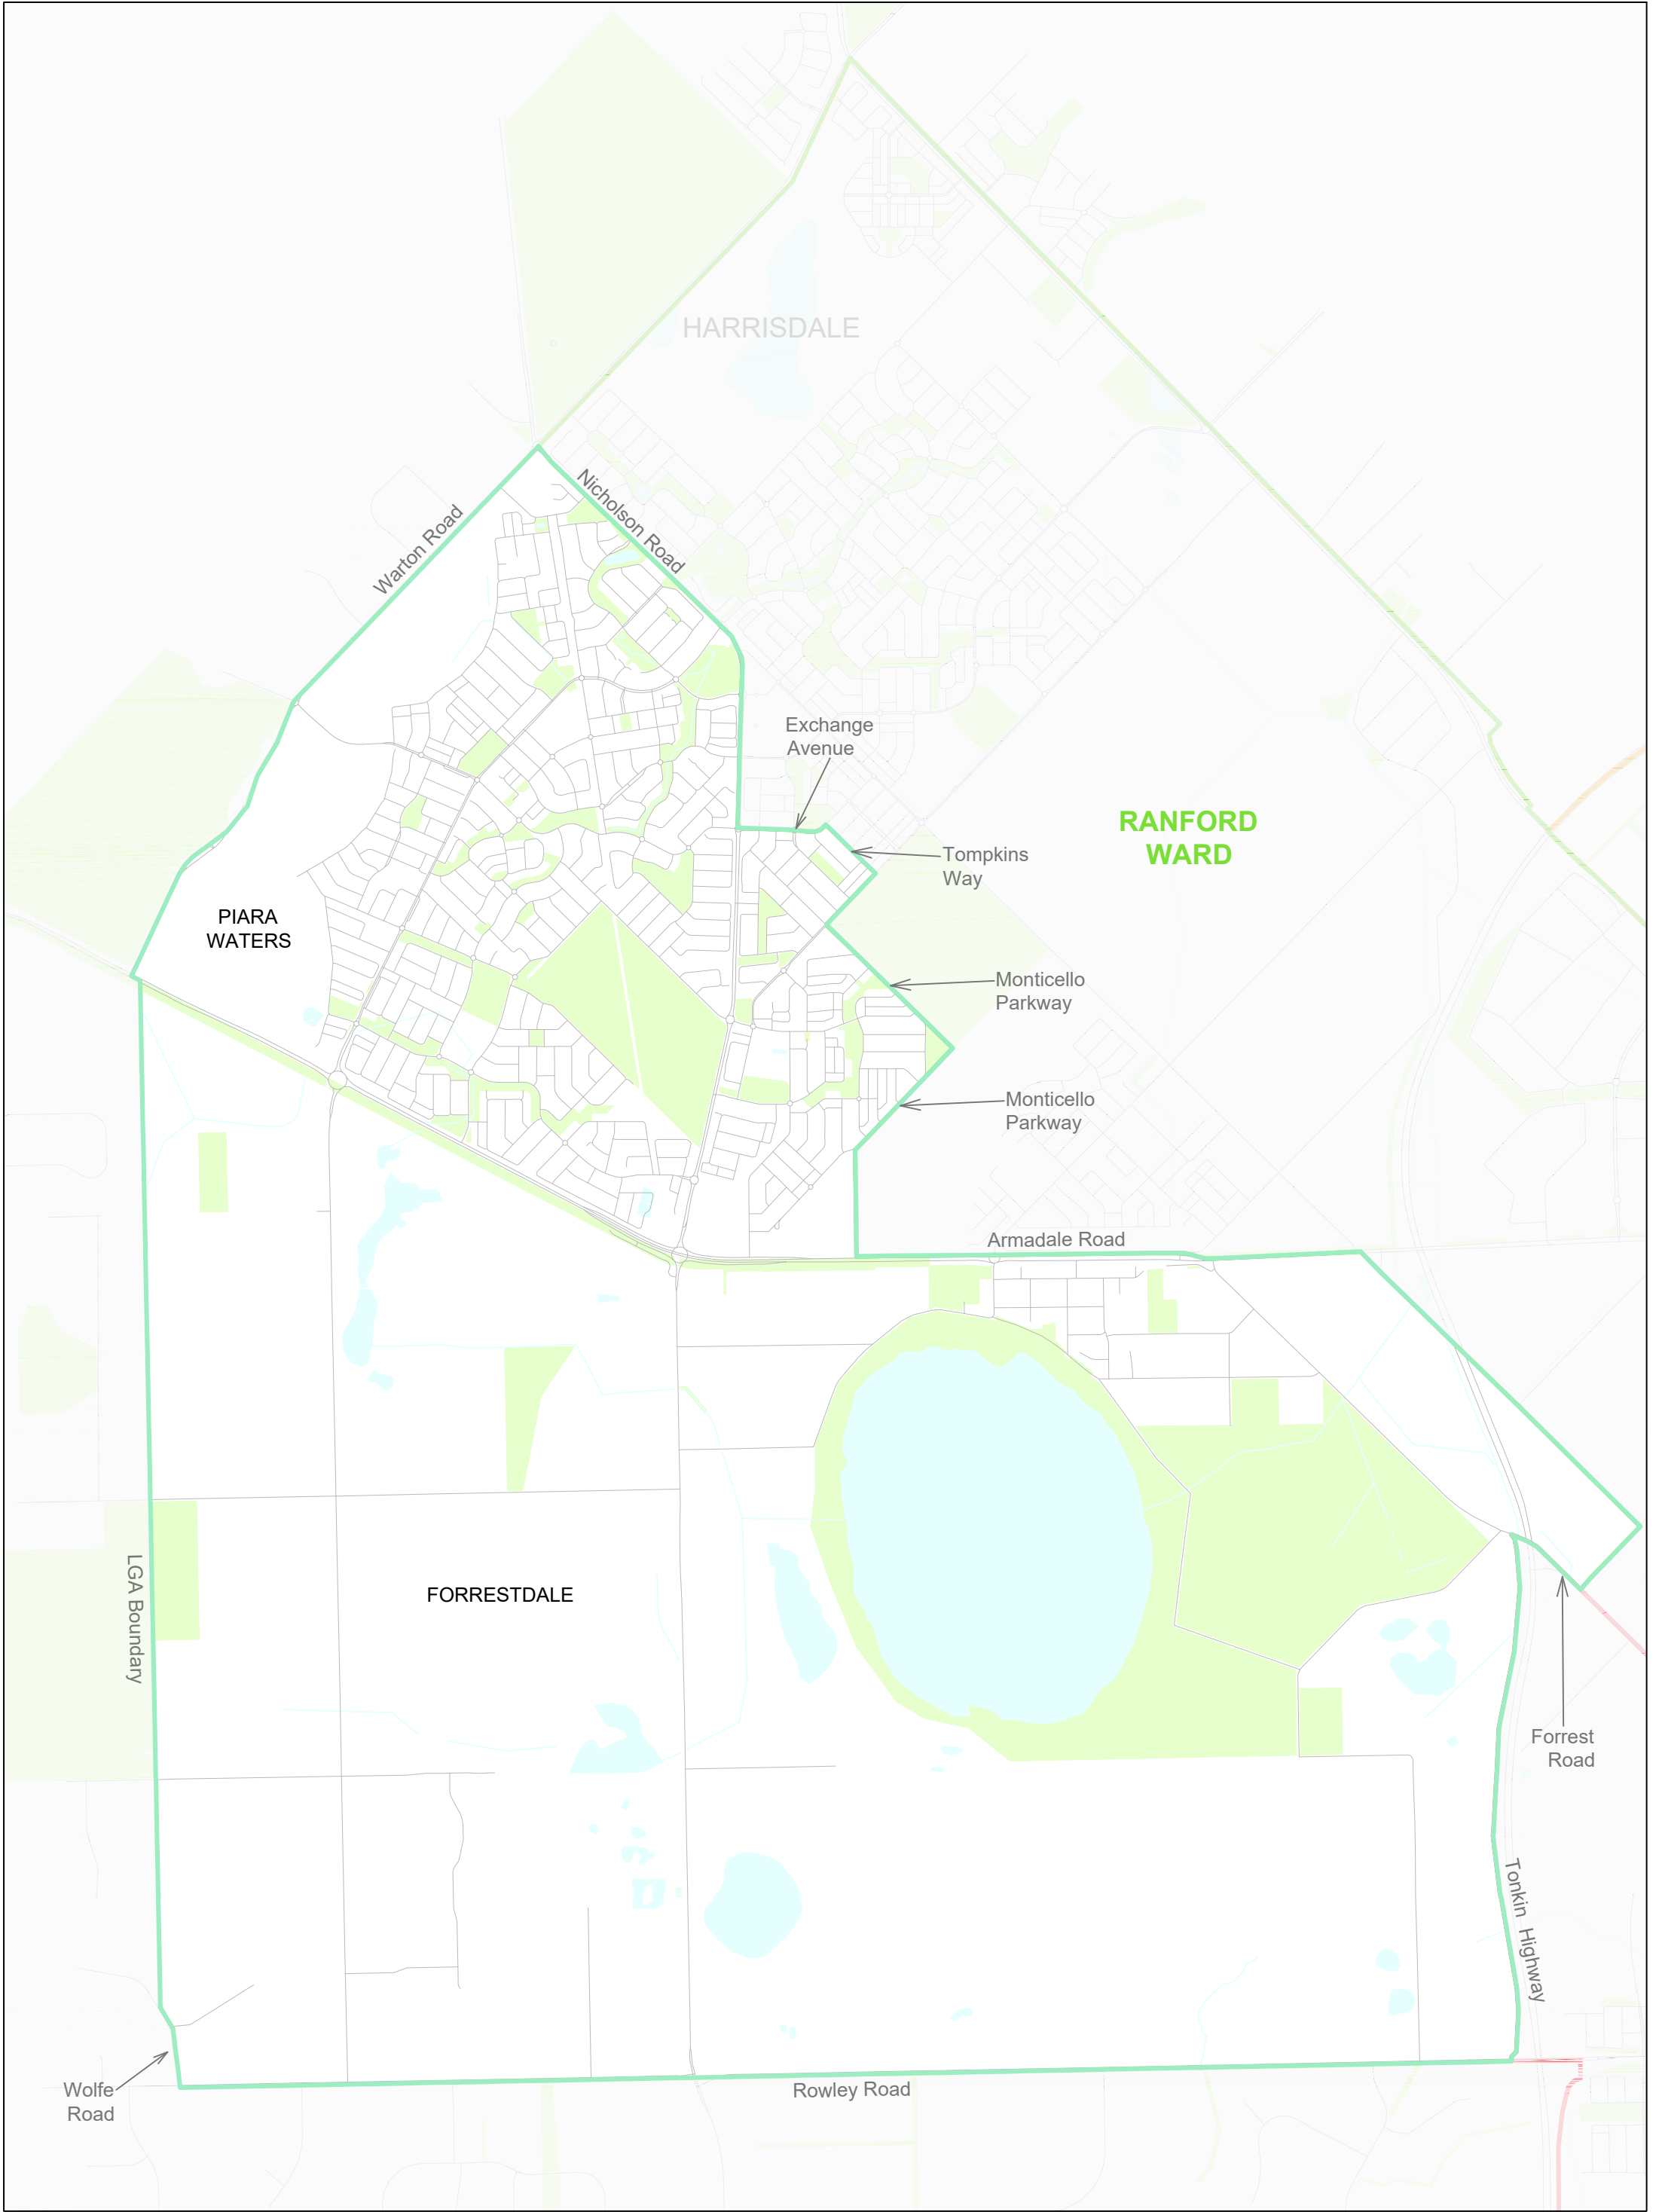 HARRISDALE
Nicholson Road
Warton Road
Exchange
Avenue
RANFORD
WARD
Tompkins
Way
PIARA
WATERS
Monticello
Parkway
Monticello
Parkway
Armadale Road
LGA Boundary
FORRESTDALE
Forrest
Road
Tonkin Highway
Wolfe
Road
Rowley Road